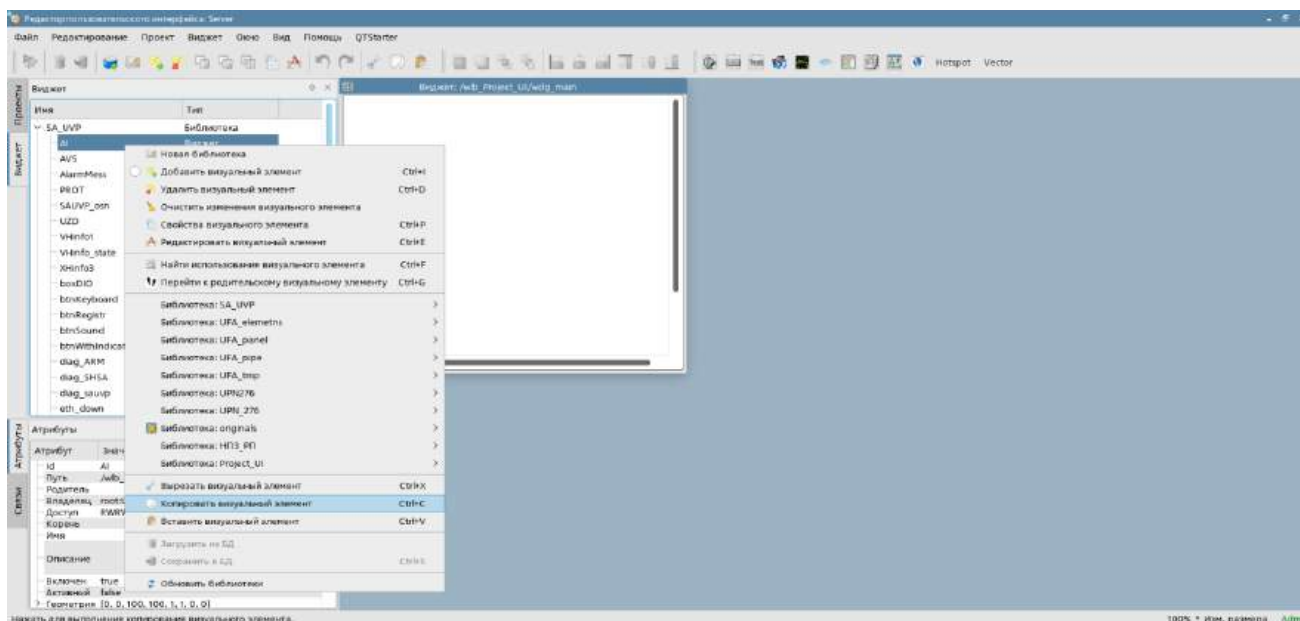 Редактор пользовательского интерфейса: Server
Файл Редактирование Проект Виджет Окно Вид Помощь QTStarter
Hotspot Vector
Проекты
Виджет
Виджет
Имя Тип
SA_UVP Библиотека
AI Виджет
AVS
AlarmMess
PROT
SAUVP_osn
UZD
VHinfo1
VHinfo_state
XHinfo3
boxDIO
btnKeyboard
btnRegistr
btnSound
btnWithIndicat
diag_ARM
diag_SHSA
diag_sauvp
eth_down
Виджет: /wlb_Project_UI/wdg_main
Новая библиотека
Добавить визуальный элемент Ctrl+I
Удалить визуальный элемент Ctrl+D
Очистить изменения визуального элемента
Свойства визуального элемента Ctrl+P
Редактировать визуальный элемент Ctrl+E
Найти использование визуального элемента Ctrl+F
Перейти к родительскому визуальному элементу Ctrl+G
Библиотека: SA_UVP
Библиотека: UFA_elemetns
Библиотека: UFA_panel
Библиотека: UFA_pipe
Библиотека: UFA_tmp
Библиотека: UPN276
Библиотека: UPN_276
Библиотека: originals
Библиотека: НПЗ_РП
Библиотека: Project_UI
Вырезать визуальный элемент Ctrl+X
Копировать визуальный элемент Ctrl+C
Вставить визуальный элемент Ctrl+V
Загрузить из БД
Сохранить в БД Ctrl+S
Обновить библиотеки
Атрибуты
Связи
Атрибуты
Атрибут Знач
Id AI
Путь /wlb_
Родитель
Владелец root:
Доступ
Корень
Имя
Описание
Включен true
Активный false
Геометрия [0, 0, 100, 100, 1, 1, 0, 0]
Нажать для выполнения копирования визуального элемента
100% * Изм. размера